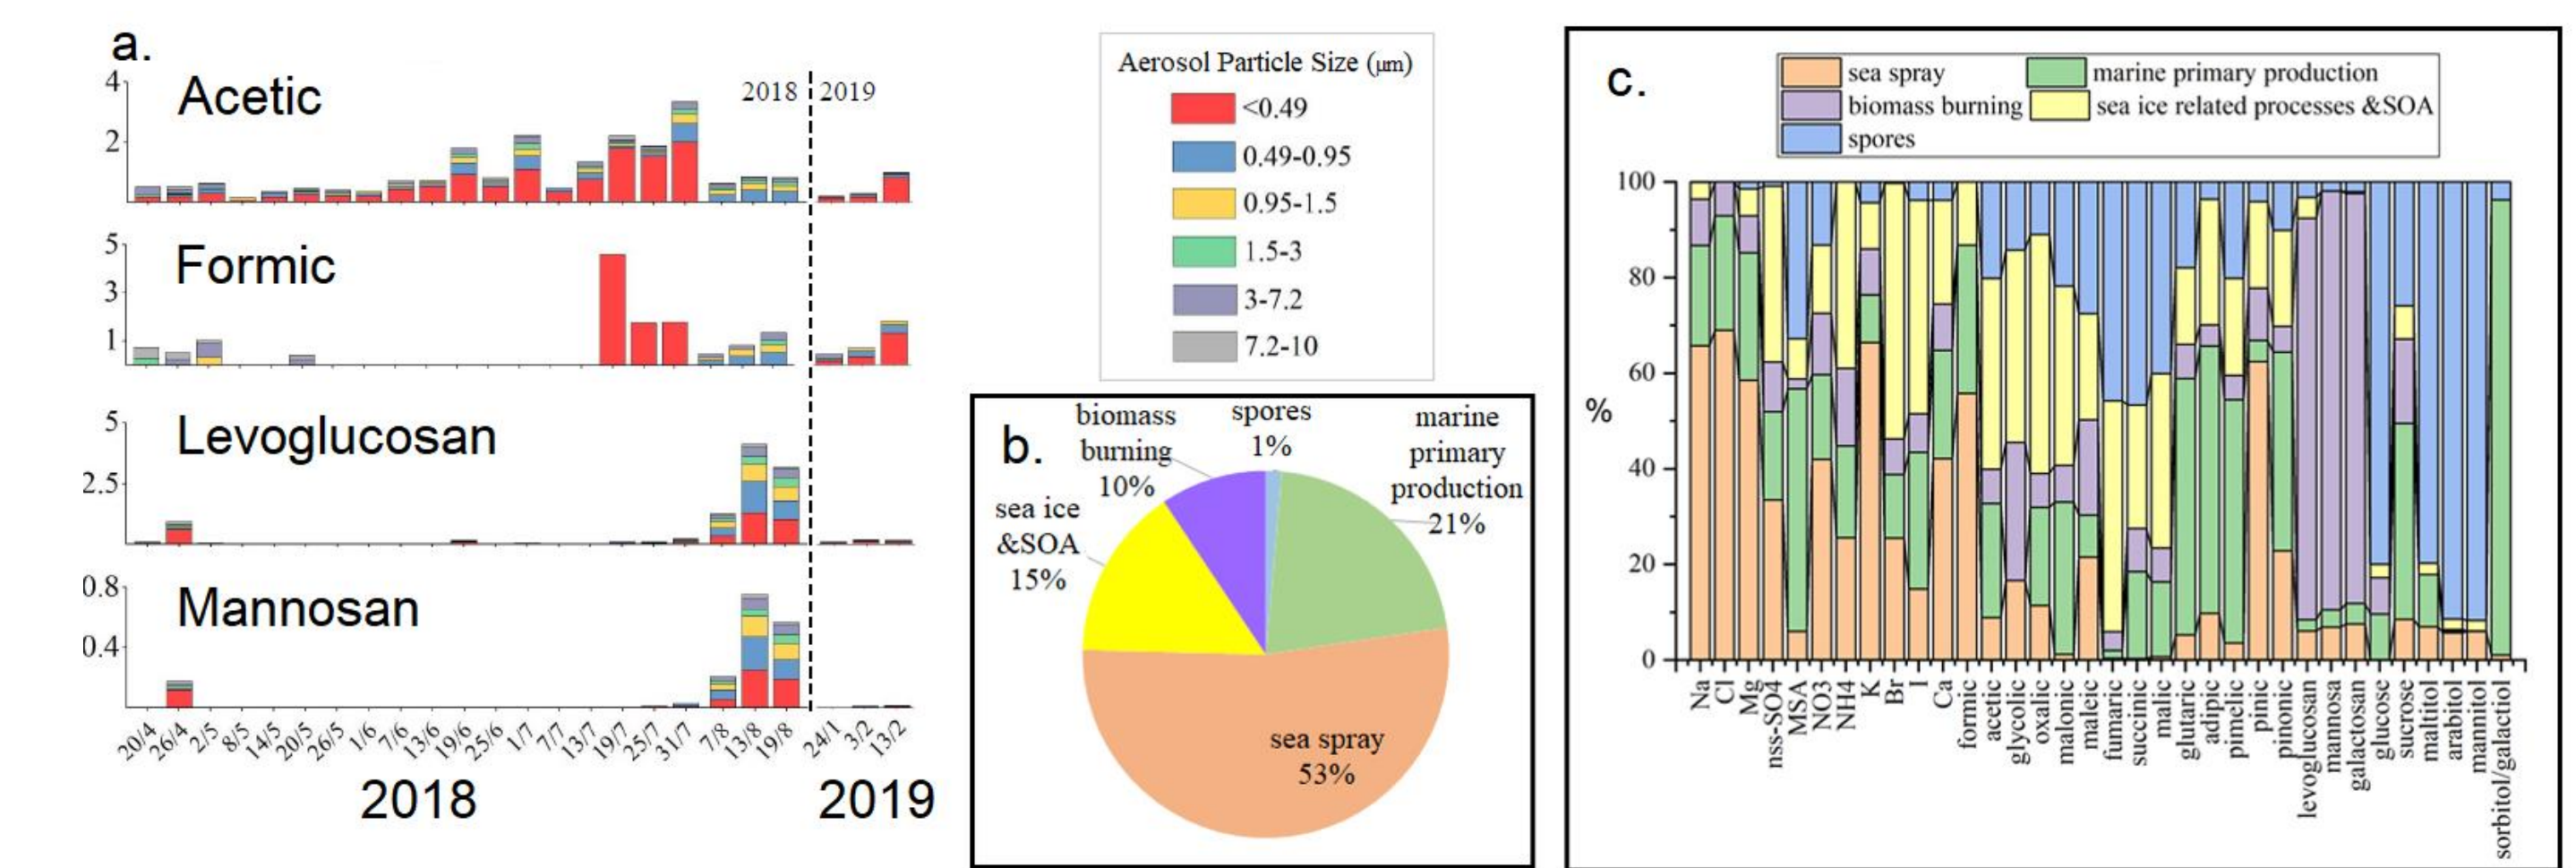 a.
Acetic
4
2
2018
2019
Formic
5
3
1
Levoglucosan
5
2.5
Mannosan
0.8
0.4
20/4
26/4
2/5
8/5
14/5
20/5
26/5
1/6
7/6
13/6
19/6
25/6
1/7
7/7
13/7
19/7
25/7
31/7
7/8
13/8
19/8
24/1
3/2
13/2
2018
2019
Aerosol Particle Size (μm)
<0.49
0.49-0.95
0.95-1.5
1.5-3
3-7.2
7.2-10
b.
biomass
burning
10%
spores
1%
marine
primary
production
21%
sea ice
&SOA
15%
sea spray
53%
c.
sea spray
marine primary production
biomass burning
sea ice related processes &SOA
spores
100
80
60
40
20
0
%
Na
Cl
Mg
nss-SO4
MSA
NO3
NH4
K
Br
I
Ca
formic
acetic
glycolic
oxalic
malonic
maleic
fumaric
succinic
malic
glutaric
adipic
pimelic
pinic
pinonic
levoglucosan
mannosa
galactosan
glucose
sucrose
maltitol
arabitol
mannitol
sorbitol/galactiol